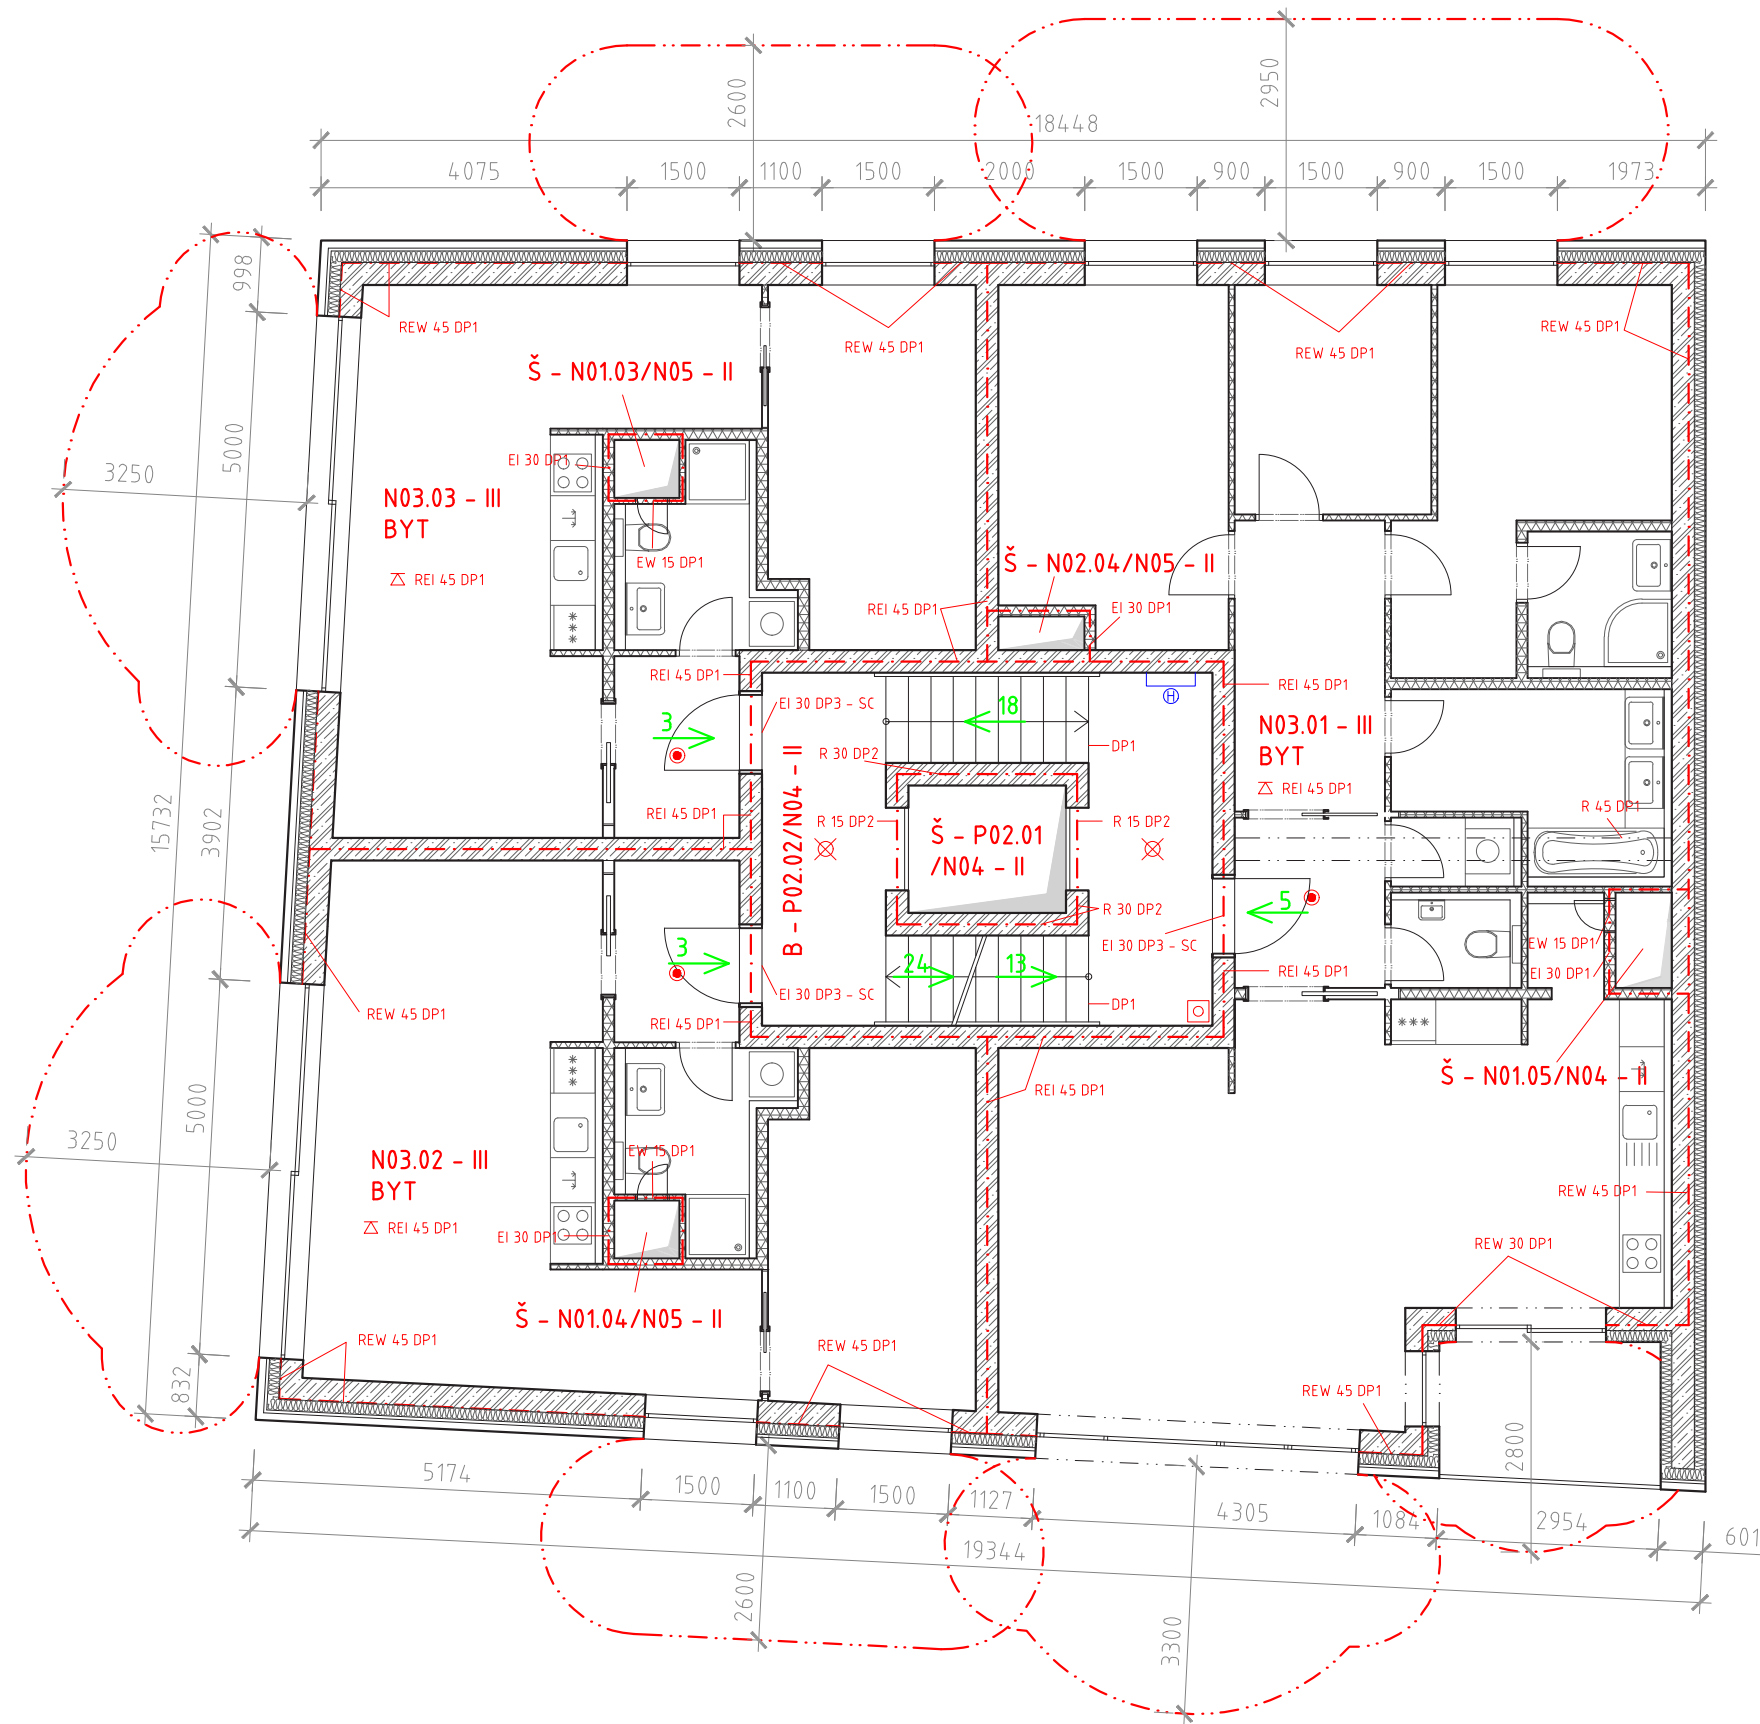 2950
2600
18448
4075
1500
1100
1500
2000
1500
900
1500
900
1500
1973
998
REW 45 DP1
REW 45 DP1
REW 45 DP1
REW 45 DP1
Š - N01.03/N05 - II
5000
3250
EI 30 DP1
N03.03 - III
BYT
REI 45 DP1
EW 15 DP1
Š - N02.04/N05 - II
REI 45 DP1
EI 30 DP1
REI 45 DP1
EI 30 DP3 - SC
18
REI 45 DP1
3
N03.01 - III
BYT
DP1
R 30 DP2
B - P02.02/N04 - II
REI 45 DP1
15732
3902
REI 45 DP1
R 15 DP2
Š - P02.01
/N04 - II
R 15 DP2
R 45 DP1
R 30 DP2
5
3
EI 30 DP3 - SC
EW 15 DP1
24
13
REI 45 DP1
EI 30 DP1
EI 30 DP3 - SC
DP1
REW 45 DP1
REI 45 DP1
H
Š - N01.05/N04 - II
REI 45 DP1
5000
3250
N03.02 - III
BYT
EW 15 DP1
REI 45 DP1
EI 30 DP1
REW 45 DP1
REW 30 DP1
Š - N01.04/N05 - II
REW 45 DP1
REW 45 DP1
832
REW 45 DP1
2800
5174
1500
1100
1500
1127
4305
1084
2954
601
19344
2600
3300